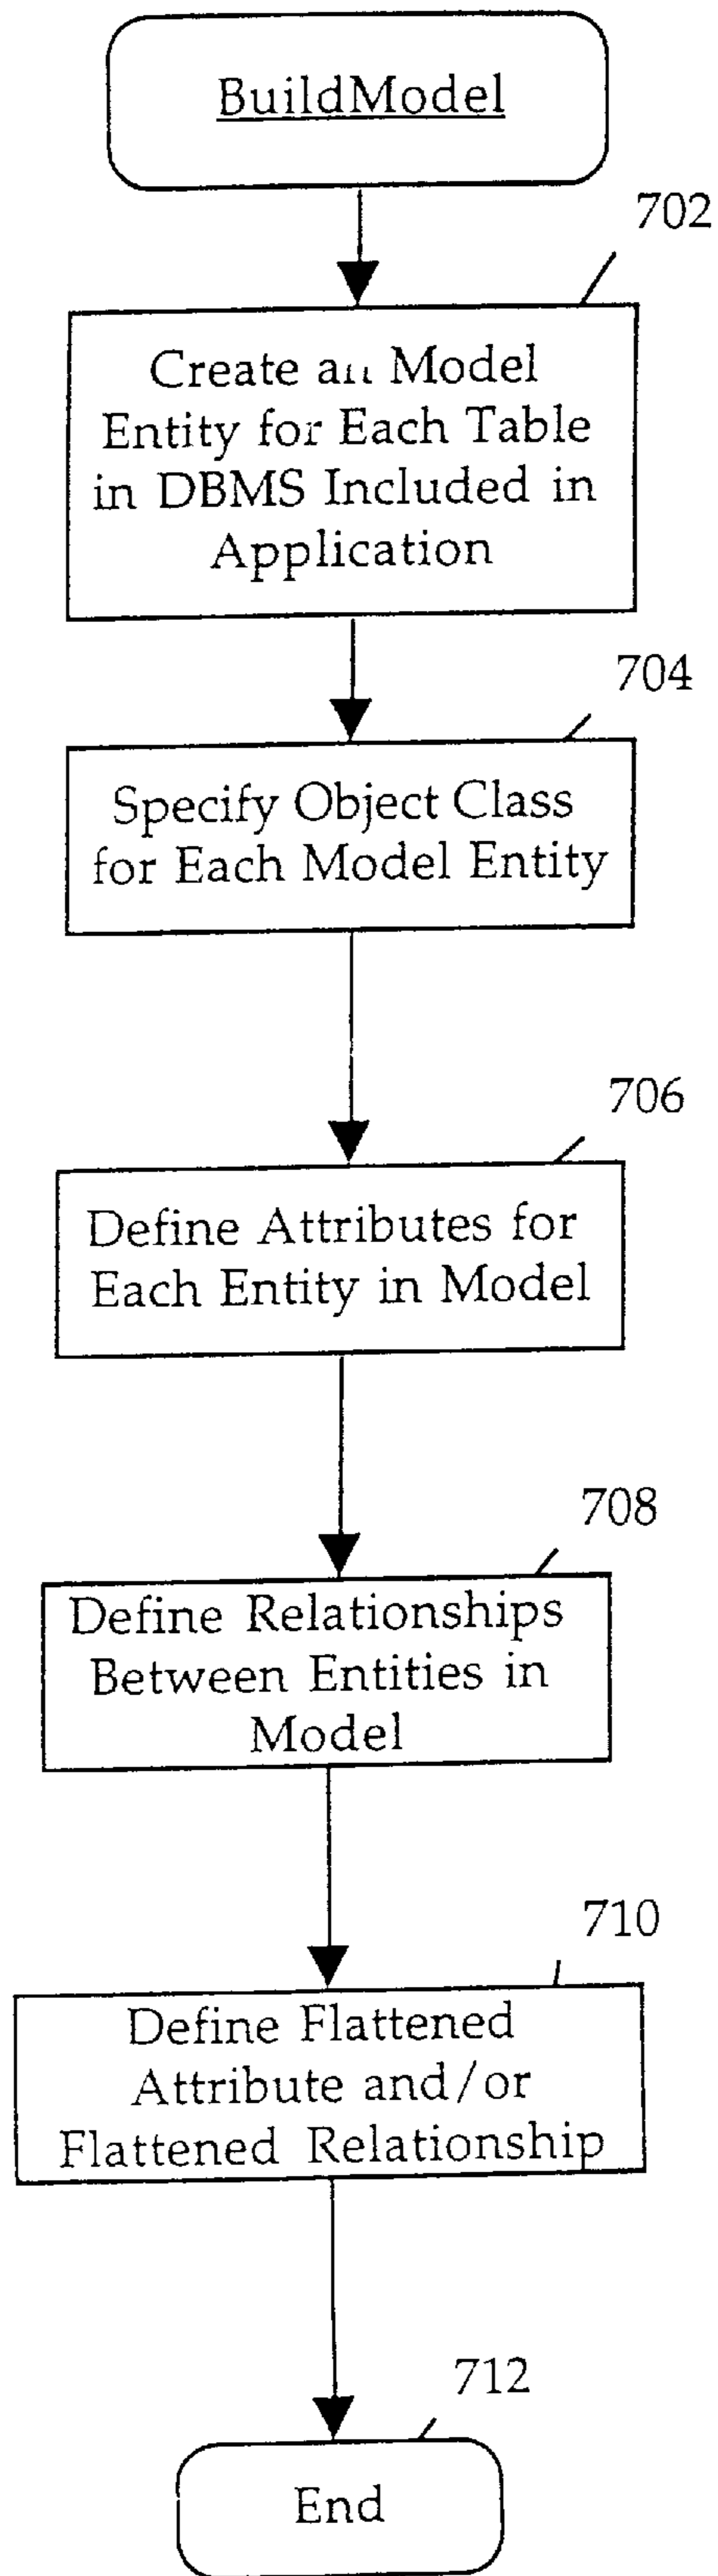 BuildModel
702
Create an Model
Entity for Each Table
in DBMS Included in
Application
704
Specify Object Class
for Each Model Entity
706
Define Attributes for
Each Entity in Model
708
Define Relationships
Between Entities in
Model
710
Define Flattened
Attribute and/or
Flattened Relationship
712
End